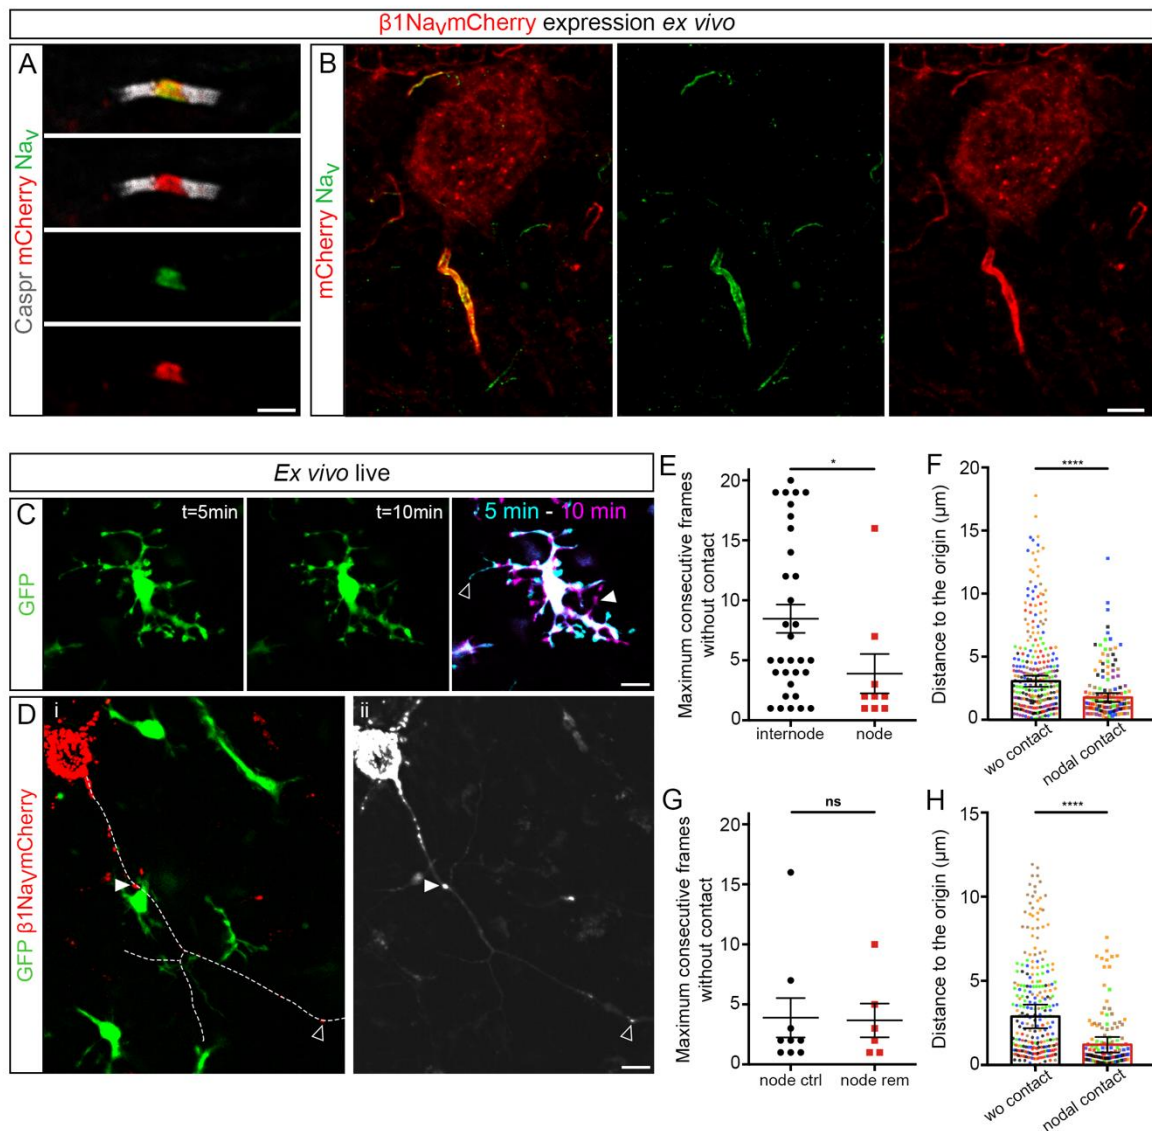 β1NaVmCherry expression ex vivo
A
Caspr mCherry NaV
B
mCherry NaV
Ex vivo live
C
GFP
t=5min
t=10min
5 min - 10 min
D
GFP β1NaVmCherry
i
ii
E
Maximum consecutive frames
without contact
20
15
10
5
0
*
internode
node
F
Distance to the origin (µm)
20
15
10
5
0
****
wo contact
nodal contact
G
Maximum consecutive frames
without contact
20
15
10
5
0
ns
node ctrl
node rem
H
Distance to the origin (µm)
15
10
5
0
****
wo contact
nodal contact